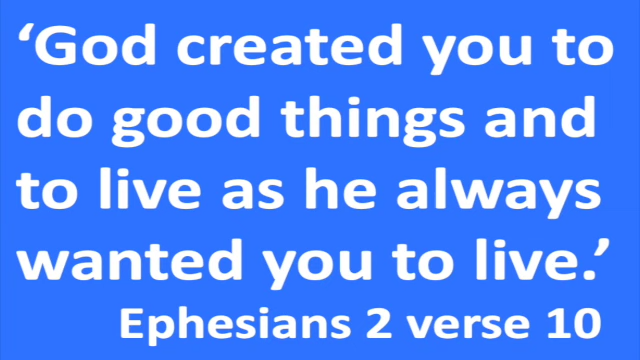 ‘God created you to
do good things and
to live as he always
wanted you to live.’
Ephesians 2 verse 10